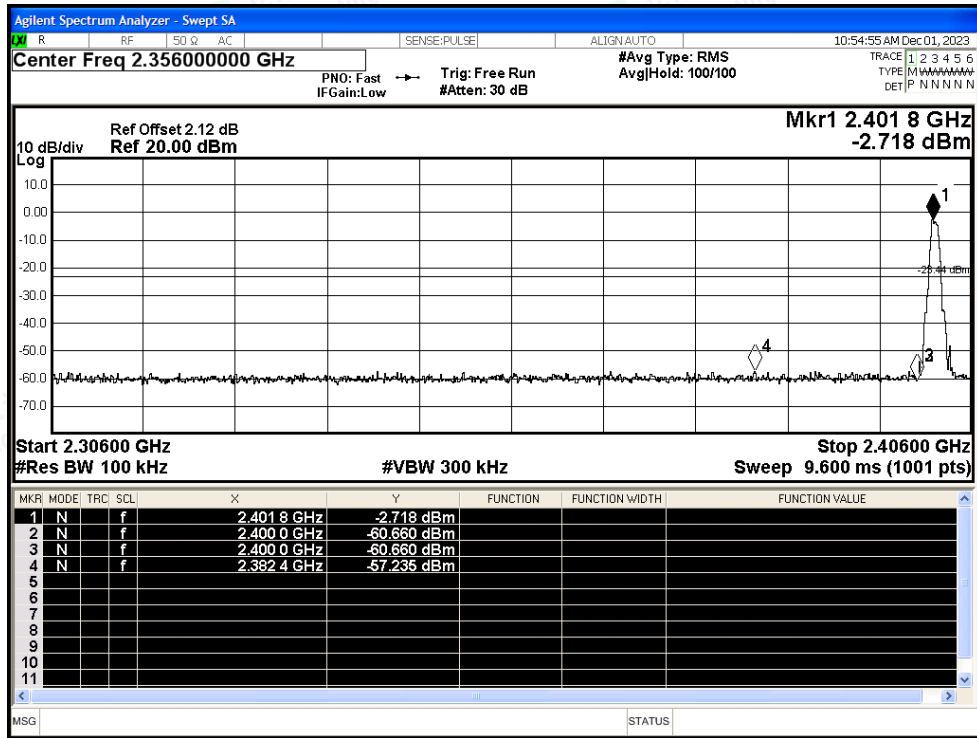 Agilent Spectrum Analyzer - Swept SA
LXI R RF 50 Ω AC SENSE:PULSE ALIGN AUTO 10:54:55 AM Dec 01, 2023
Center Freq 2.356000000 GHz
PNO: Fast
IFGain:Low
Trig: Free Run
#Atten: 30 dB
#Avg Type: RMS
Avg|Hold: 100/100
TRACE 1 2 3 4 5 6
TYPE M WWWWW
DET P N N N N N
Mkr1 2.401 8 GHz
-2.718 dBm
Ref Offset 2.12 dB
10 dB/div Ref 20.00 dBm
Log
10.0
0.00
-10.0
-20.0
-30.0
-40.0
-50.0
-60.0
-70.0
1
-23.44 dBm
4
3
Start 2.30600 GHz Stop 2.40600 GHz
#Res BW 100 kHz #VBW 300 kHz Sweep 9.600 ms (1001 pts)
MKR MODE TRC SCL X Y FUNCTION FUNCTION WIDTH FUNCTION VALUE
1 N f 2.401 8 GHz -2.718 dBm
2 N f 2.400 0 GHz -60.660 dBm
3 N f 2.400 0 GHz -60.660 dBm
4 N f 2.382 4 GHz -57.235 dBm
5
6
7
8
9
10
11
MSG STATUS